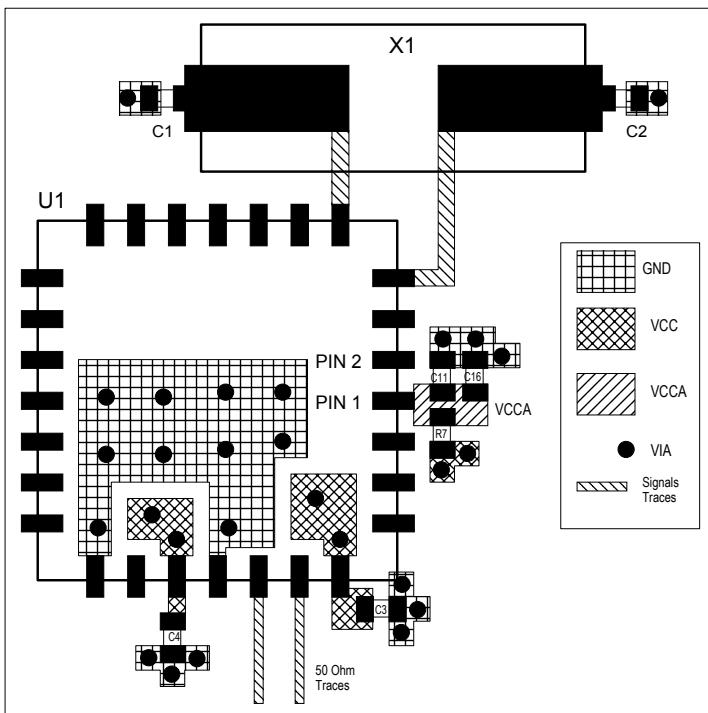 X1
C1
C2
U1
GND
PIN 2
VCC
C11
C16
PIN 1
VCCA
VCCA
R7
VIA
Signals
Traces
C3
C4
50 Ohm
Traces